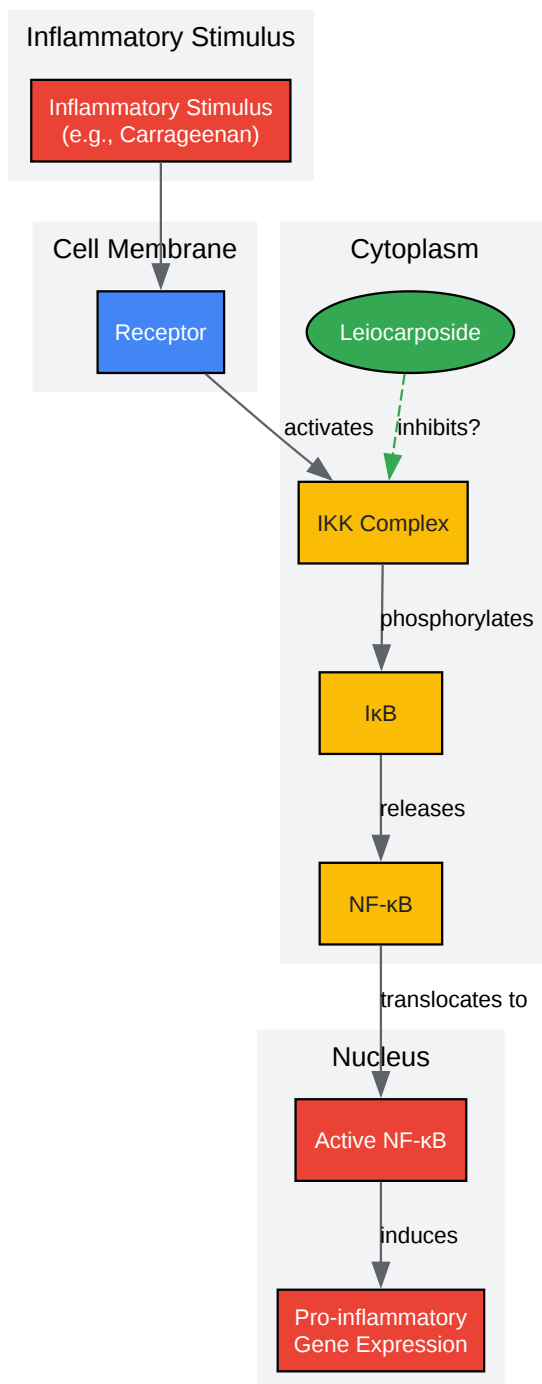 Inflammatory Stimulus
Inflammatory Stimulus
(e.g., Carrageenan)
Cell Membrane
Cytoplasm
Receptor
Leiocarposide
activates
inhibits?
IKK Complex
phosphorylates
IκB
releases
NF-κB
translocates to
Nucleus
Active NF-κB
induces
Pro-inflammatory
Gene Expression